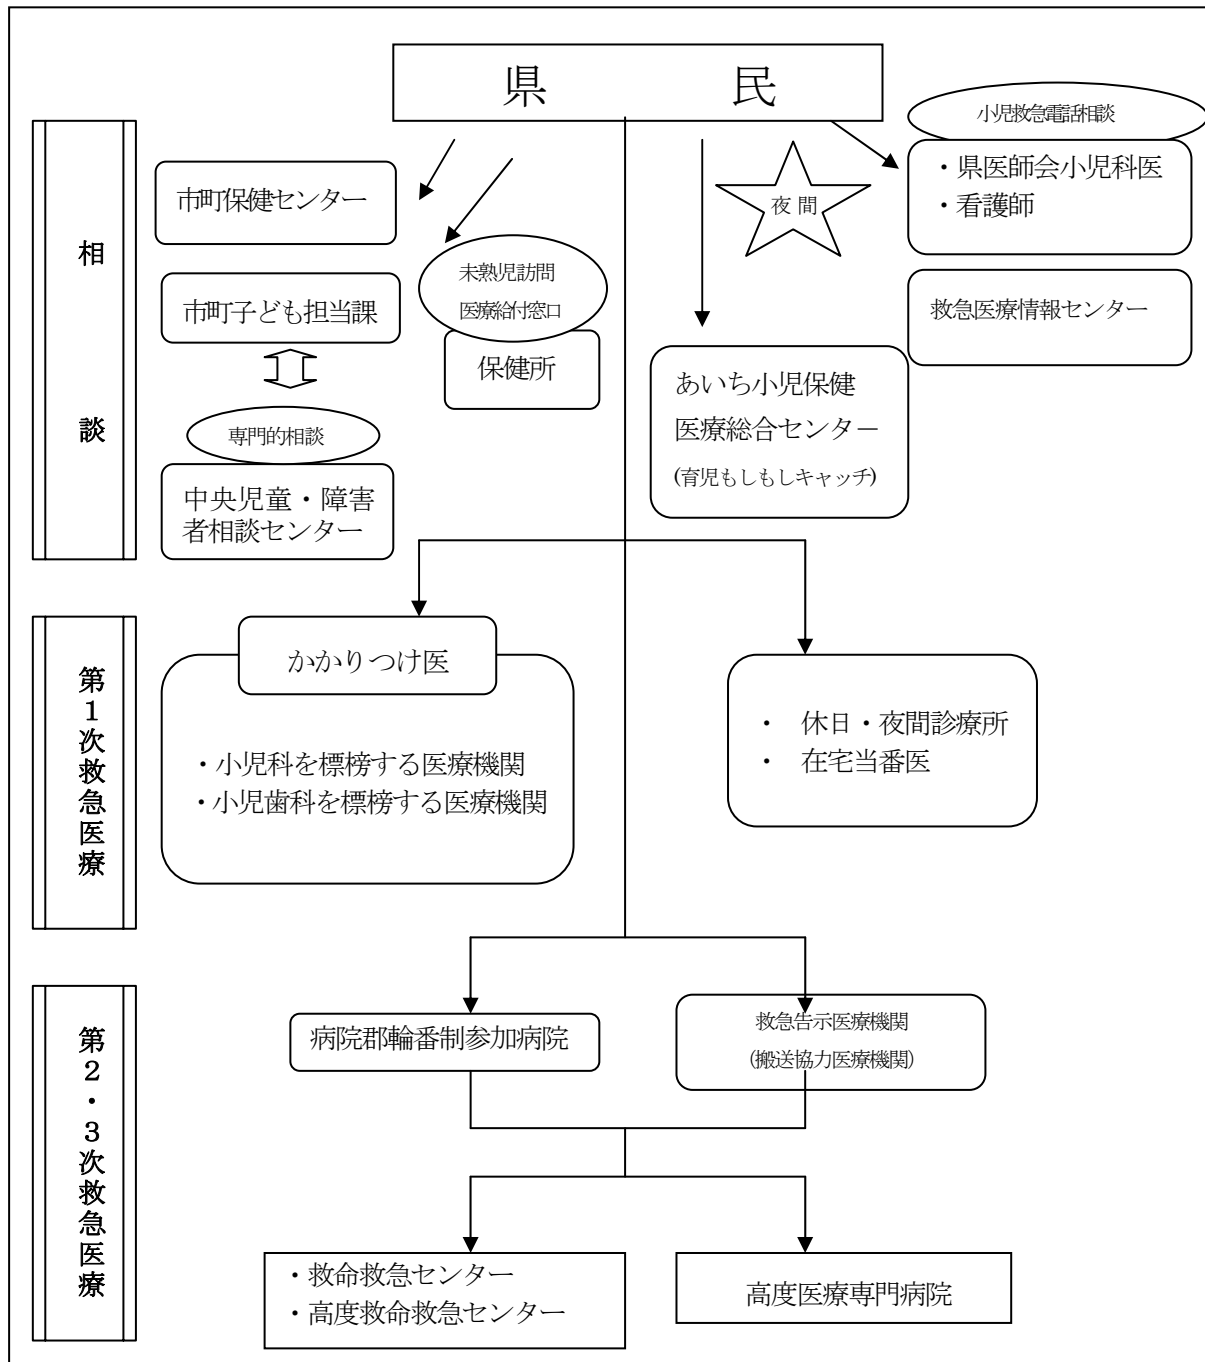 県 民
小児救急電話相談
・県医師会小児科医
・看護師
夜間
救急医療情報センター
相談
市町保健センター
市町子ども担当課
専門的相談
中央児童・障害
者相談センター
未熟児訪問
医療給付窓口
保健所
あいち小児保健
医療総合センター
(育児もしもしキャッチ)
第1次救急医療
かかりつけ医
・小児科を標榜する医療機関
・小児歯科を標榜する医療機関
・ 休日・夜間診療所
・ 在宅当番医
第2・3次救急医療
病院郡輪番制参加病院
救急告示医療機関
(搬送協力医療機関)
・救命救急センター
・高度救命救急センター
高度医療専門病院